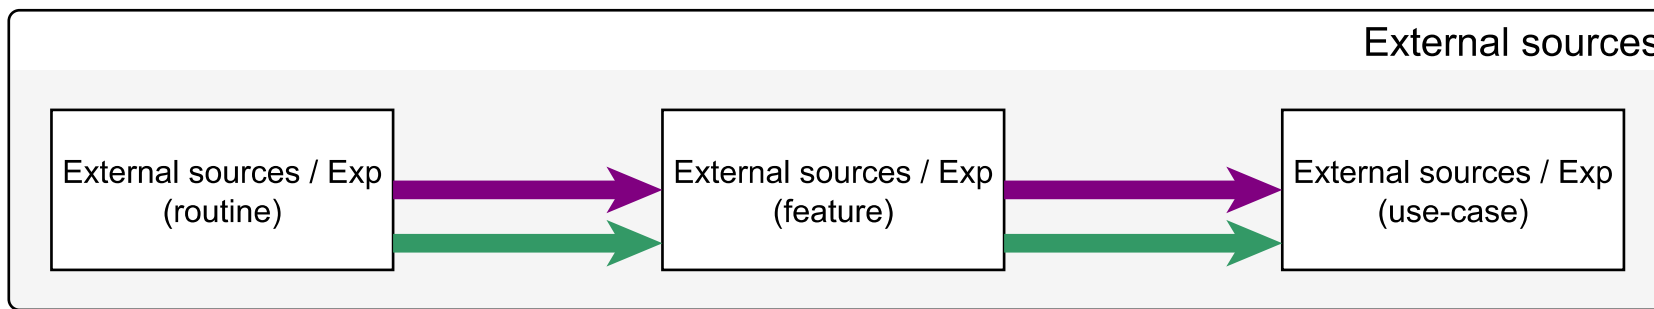 External sources
External sources / Exp
(routine)
External sources / Exp
(feature)
External sources / Exp
(use-case)